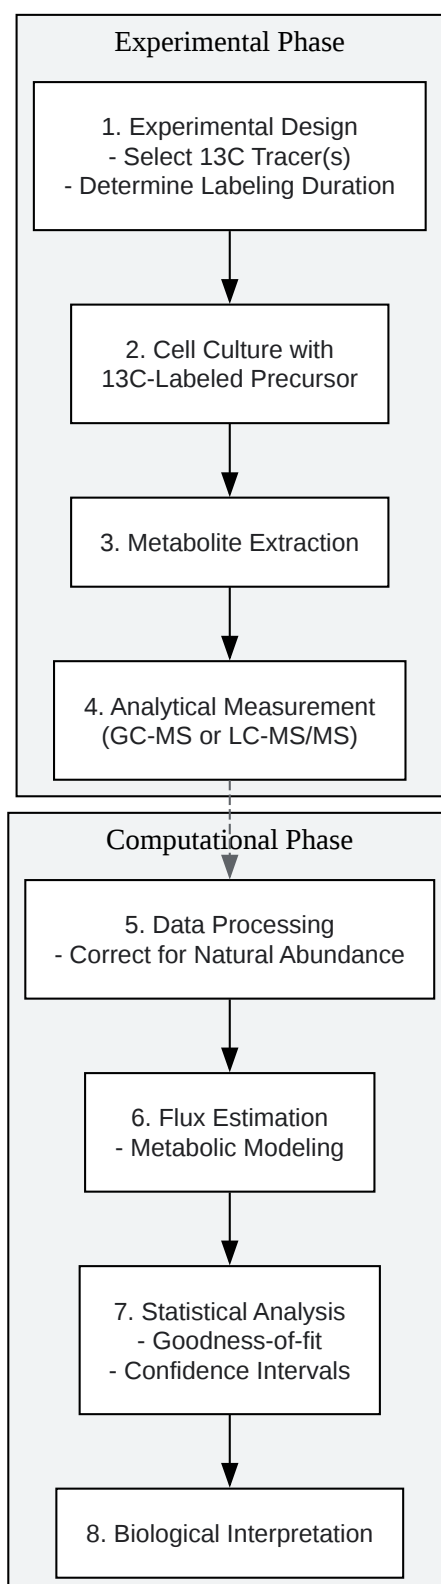 Experimental Phase
1. Experimental Design
- Select 13C Tracer(s)
- Determine Labeling Duration
2. Cell Culture with
13C-Labeled Precursor
3. Metabolite Extraction
4. Analytical Measurement
(GC-MS or LC-MS/MS)
Computational Phase
5. Data Processing
- Correct for Natural Abundance
6. Flux Estimation
- Metabolic Modeling
7. Statistical Analysis
- Goodness-of-fit
- Confidence Intervals
8. Biological Interpretation